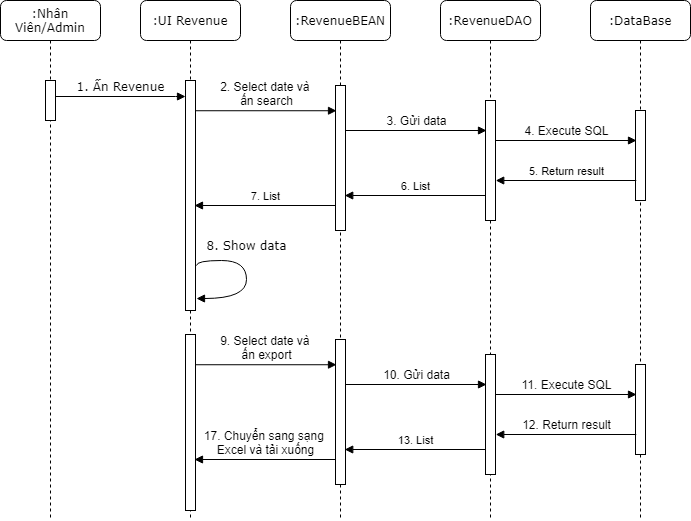 :Nhân
Viên/Admin
:UI Revenue
:RevenueBEAN
:RevenueDAO
:DataBase
1. Ấn Revenue
2. Select date và
ấn search
3. Gửi data
4. Execute SQL
5. Return result
6. List
7. List
8. Show data
9. Select date và
ấn export
10. Gửi data
11. Execute SQL
12. Return result
13. List
17. Chuyển sang sạng
Excel và tải xuống